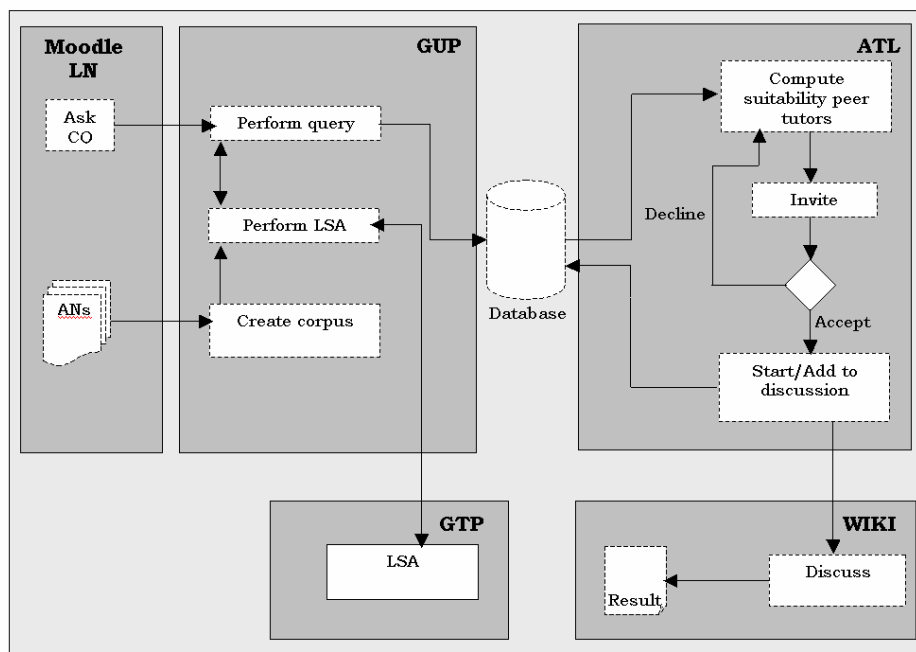 Moodle
LN
GUP
ATL
Ask
CQ
Perform query
Compute
suitability peer
tutors
Perform LSA
Invite
Decline
ANs
Create corpus
Database
Accept
Start/Add to
discussion
GTP
LSA
WIKI
Discuss
Result